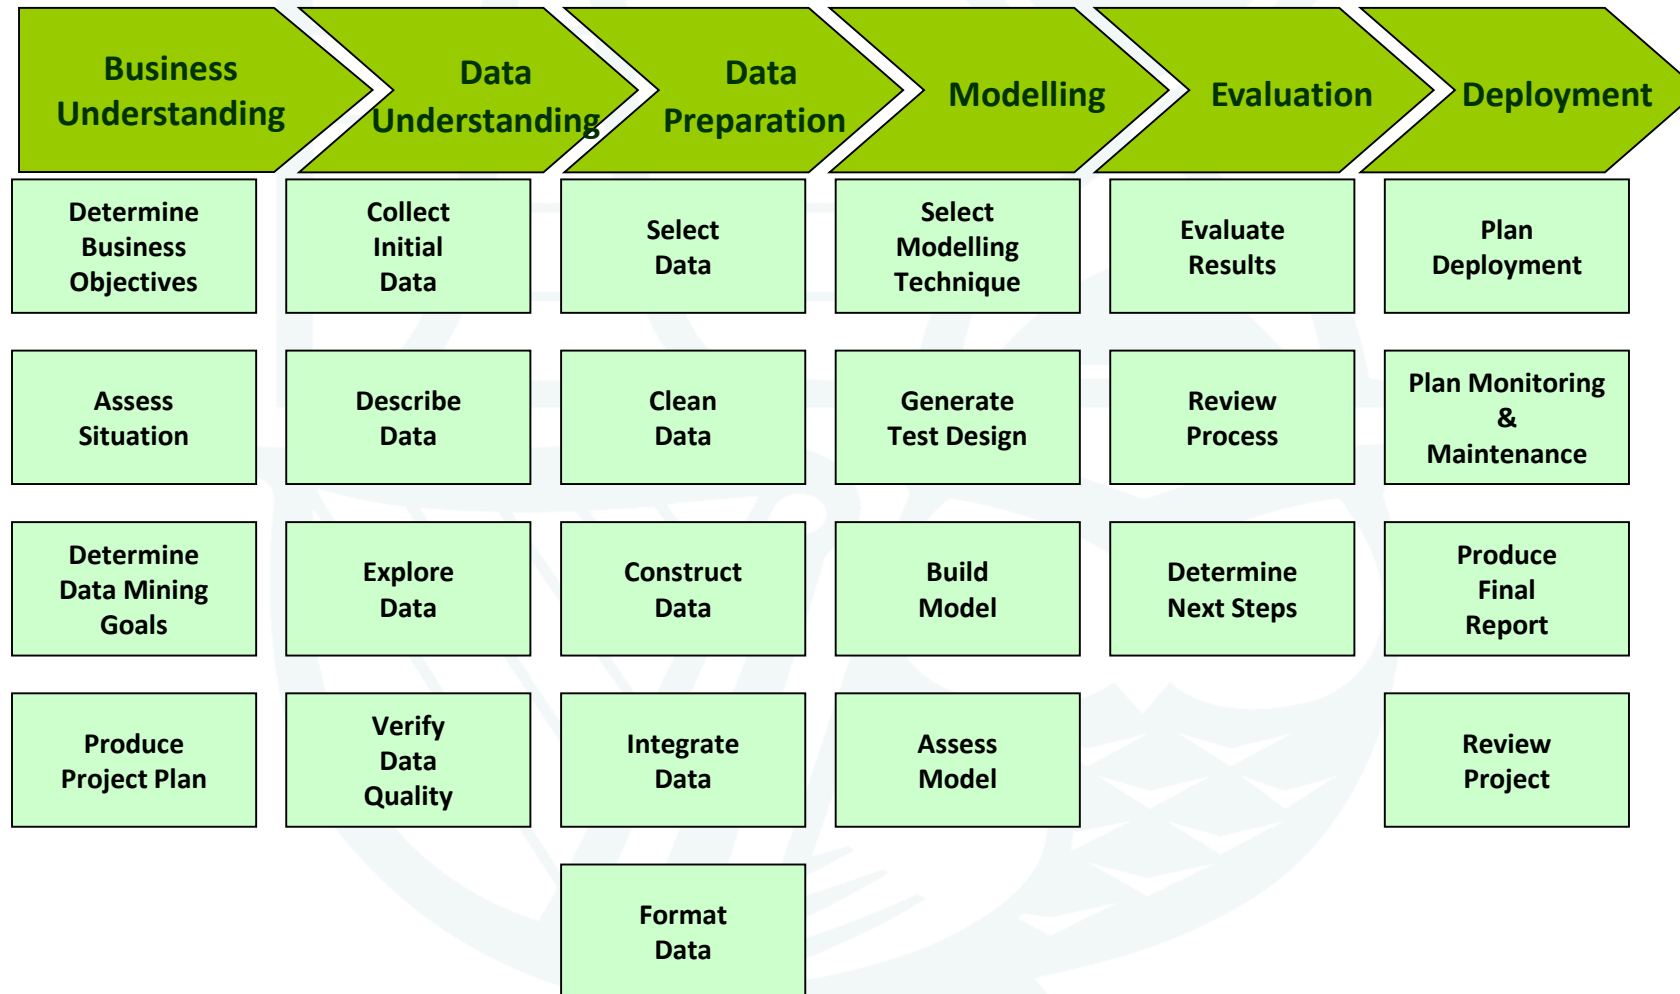 Business
Understanding
Data
Understanding
Data
Preparation
Modelling
Evaluation
Deployment
Determine
Business
Objectives
Collect
Initial
Data
Select
Data
Select
Modelling
Technique
Evaluate
Results
Plan
Deployment
Assess
Situation
Describe
Data
Clean
Data
Generate
Test Design
Review
Process
Plan Monitoring
&
Maintenance
Determine
Data Mining
Goals
Explore
Data
Construct
Data
Build
Model
Determine
Next Steps
Produce
Final
Report
Produce
Project Plan
Verify
Data
Quality
Integrate
Data
Assess
Model
Review
Project
Format
Data